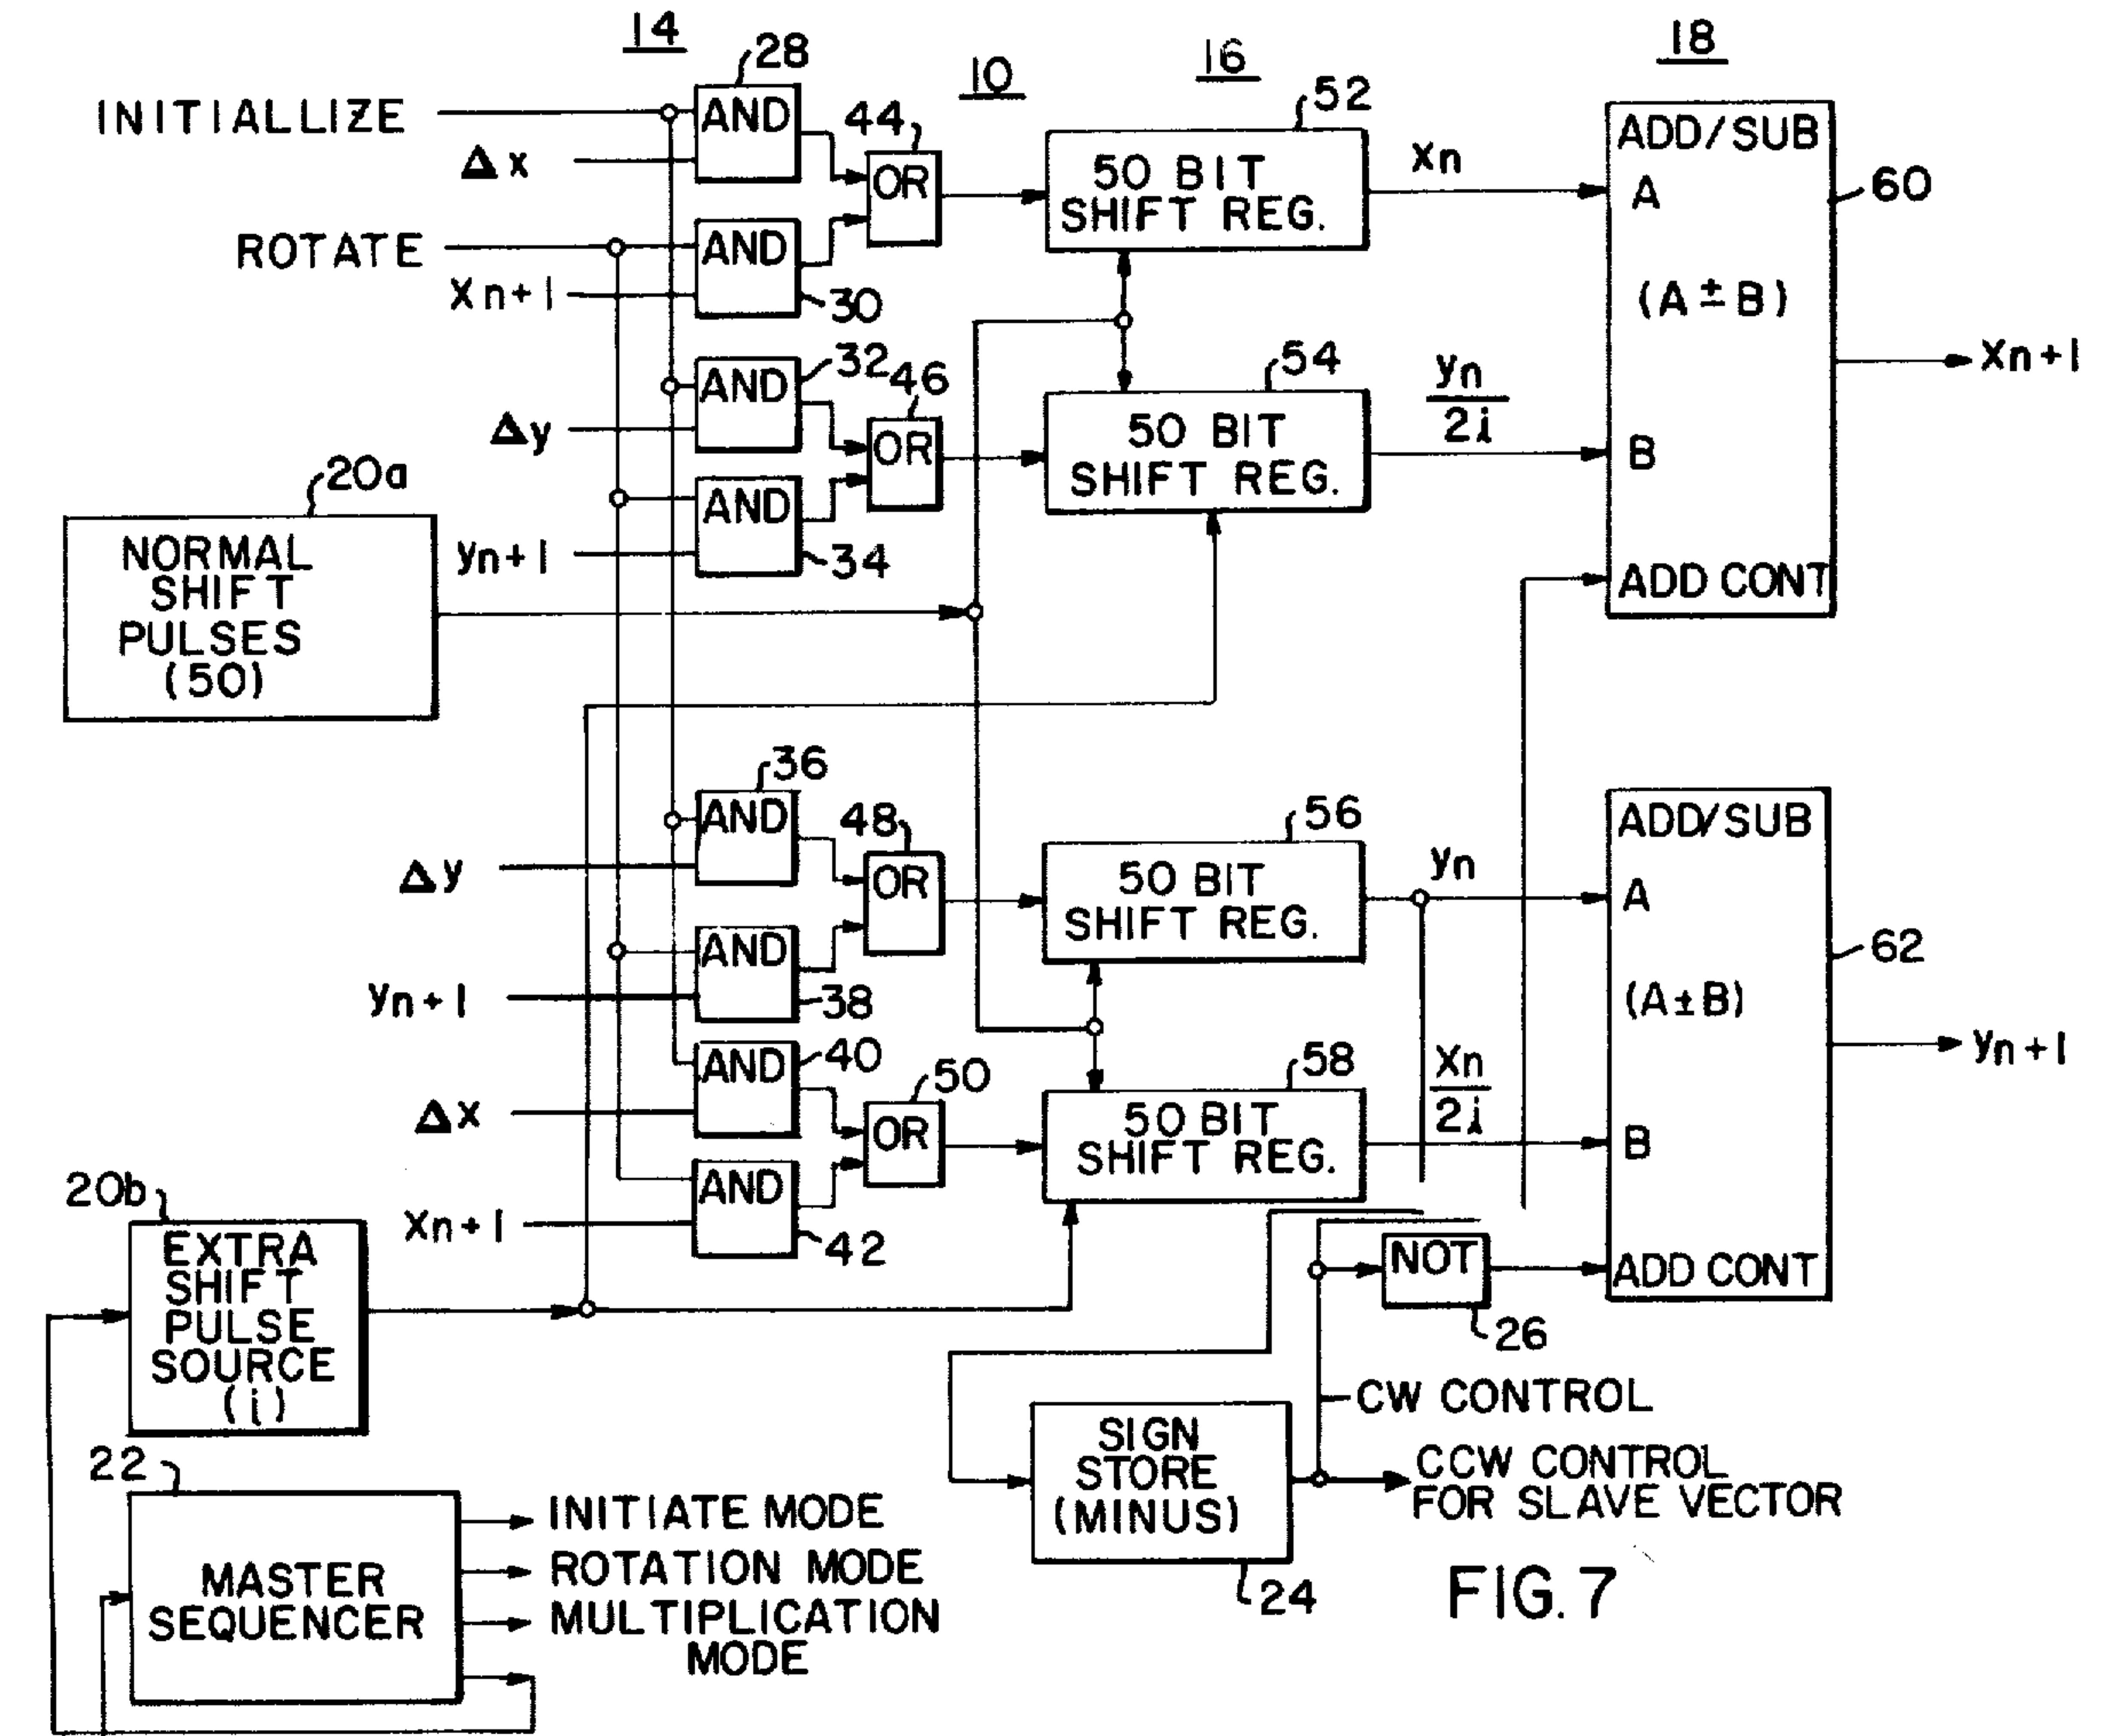 14
10
16
18
INITIALLIZE
Δx
28
AND
44
OR
52
50 BIT
SHIFT REG.
xn
ADD/SUB
A
(A ± B)
B
ADD CONT
60
xn+1
ROTATE
xn+1
AND
30
Δy
32
AND
46
OR
54
50 BIT
SHIFT REG.
yn
2i
yn+1
AND
34
20a
NORMAL
SHIFT
PULSES
(50)
36
AND
Δy
48
OR
56
50 BIT
SHIFT REG.
yn
ADD/SUB
A
(A±B)
B
ADD CONT
62
yn+1
yn+1
AND
38
Δx
AND
40
50
OR
58
50 BIT
SHIFT REG.
xn
2i
xn+1
AND
42
20b
EXTRA
SHIFT
PULSE
SOURCE
(i)
NOT
26
CW CONTROL
SIGN
STORE
(MINUS)
24
CCW CONTROL
FOR SLAVE VECTOR
22
MASTER
SEQUENCER
INITIATE MODE
ROTATION MODE
MULTIPLICATION
MODE
FIG. 7